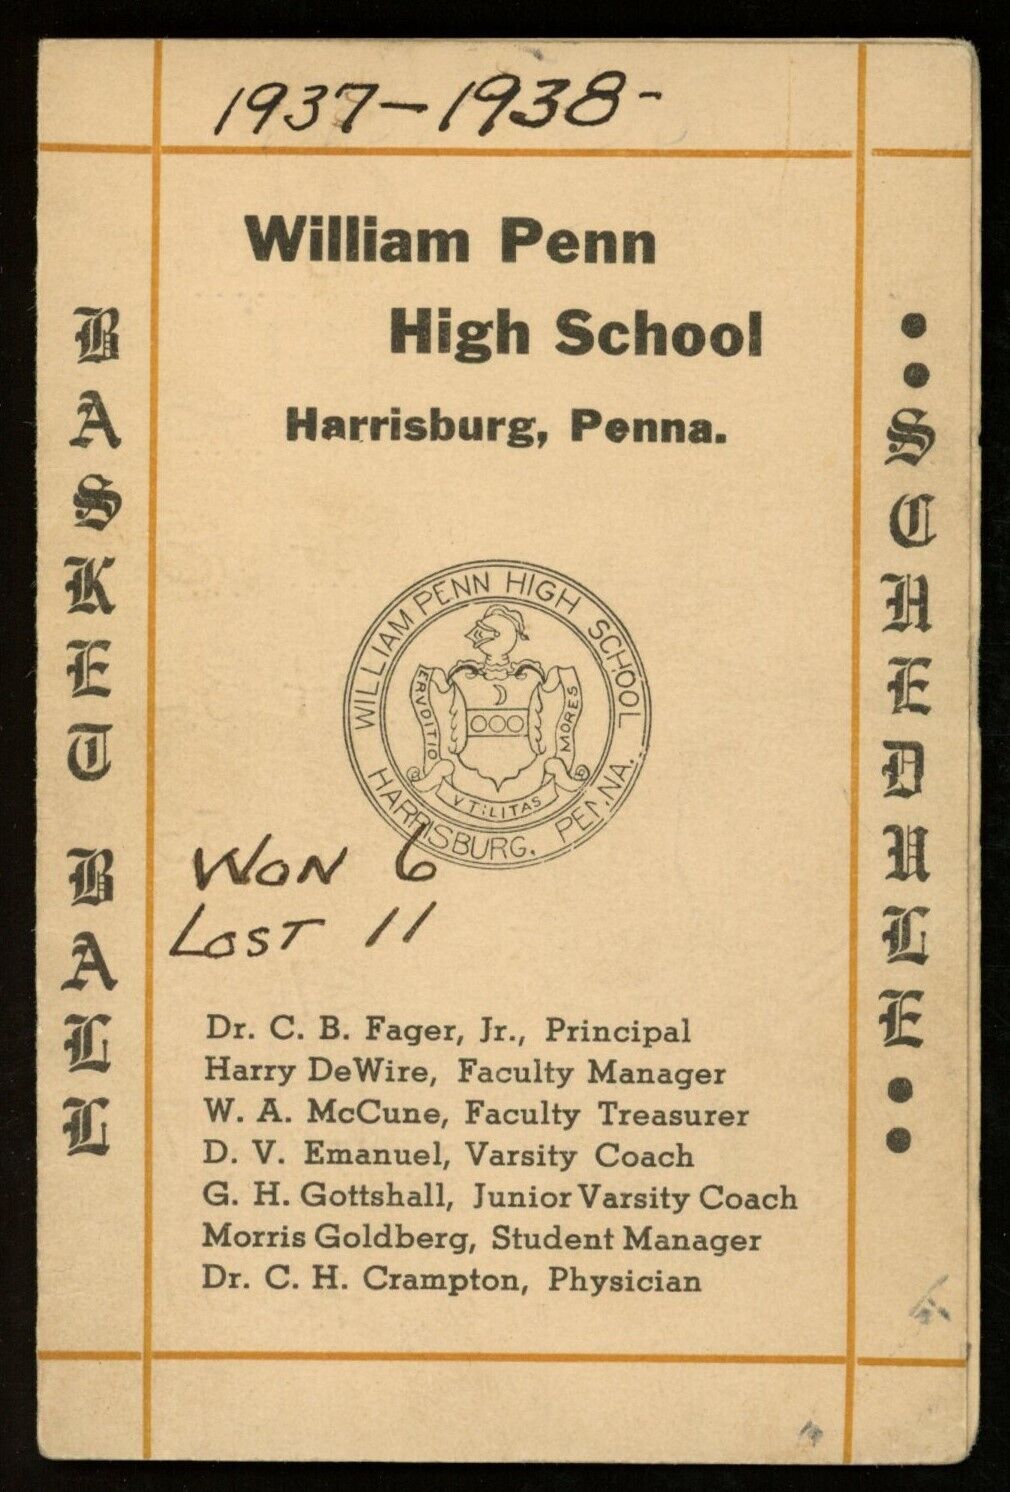 1937-1938-
William Penn
High School
Harrisburg, Penna.
BASKET BALL
SCHEDULE
WILLIAM PENN HIGH SCHOOL
HARRISBURG, PENNA.
ERVDITIO
MORES
VTILITAS
WON 6
LOST 11
Dr. C. B. Fager, Jr., Principal
Harry DeWire, Faculty Manager
W. A. McCune, Faculty Treasurer
D. V. Emanuel, Varsity Coach
G. H. Gottshall, Junior Varsity Coach
Morris Goldberg, Student Manager
Dr. C. H. Crampton, Physician